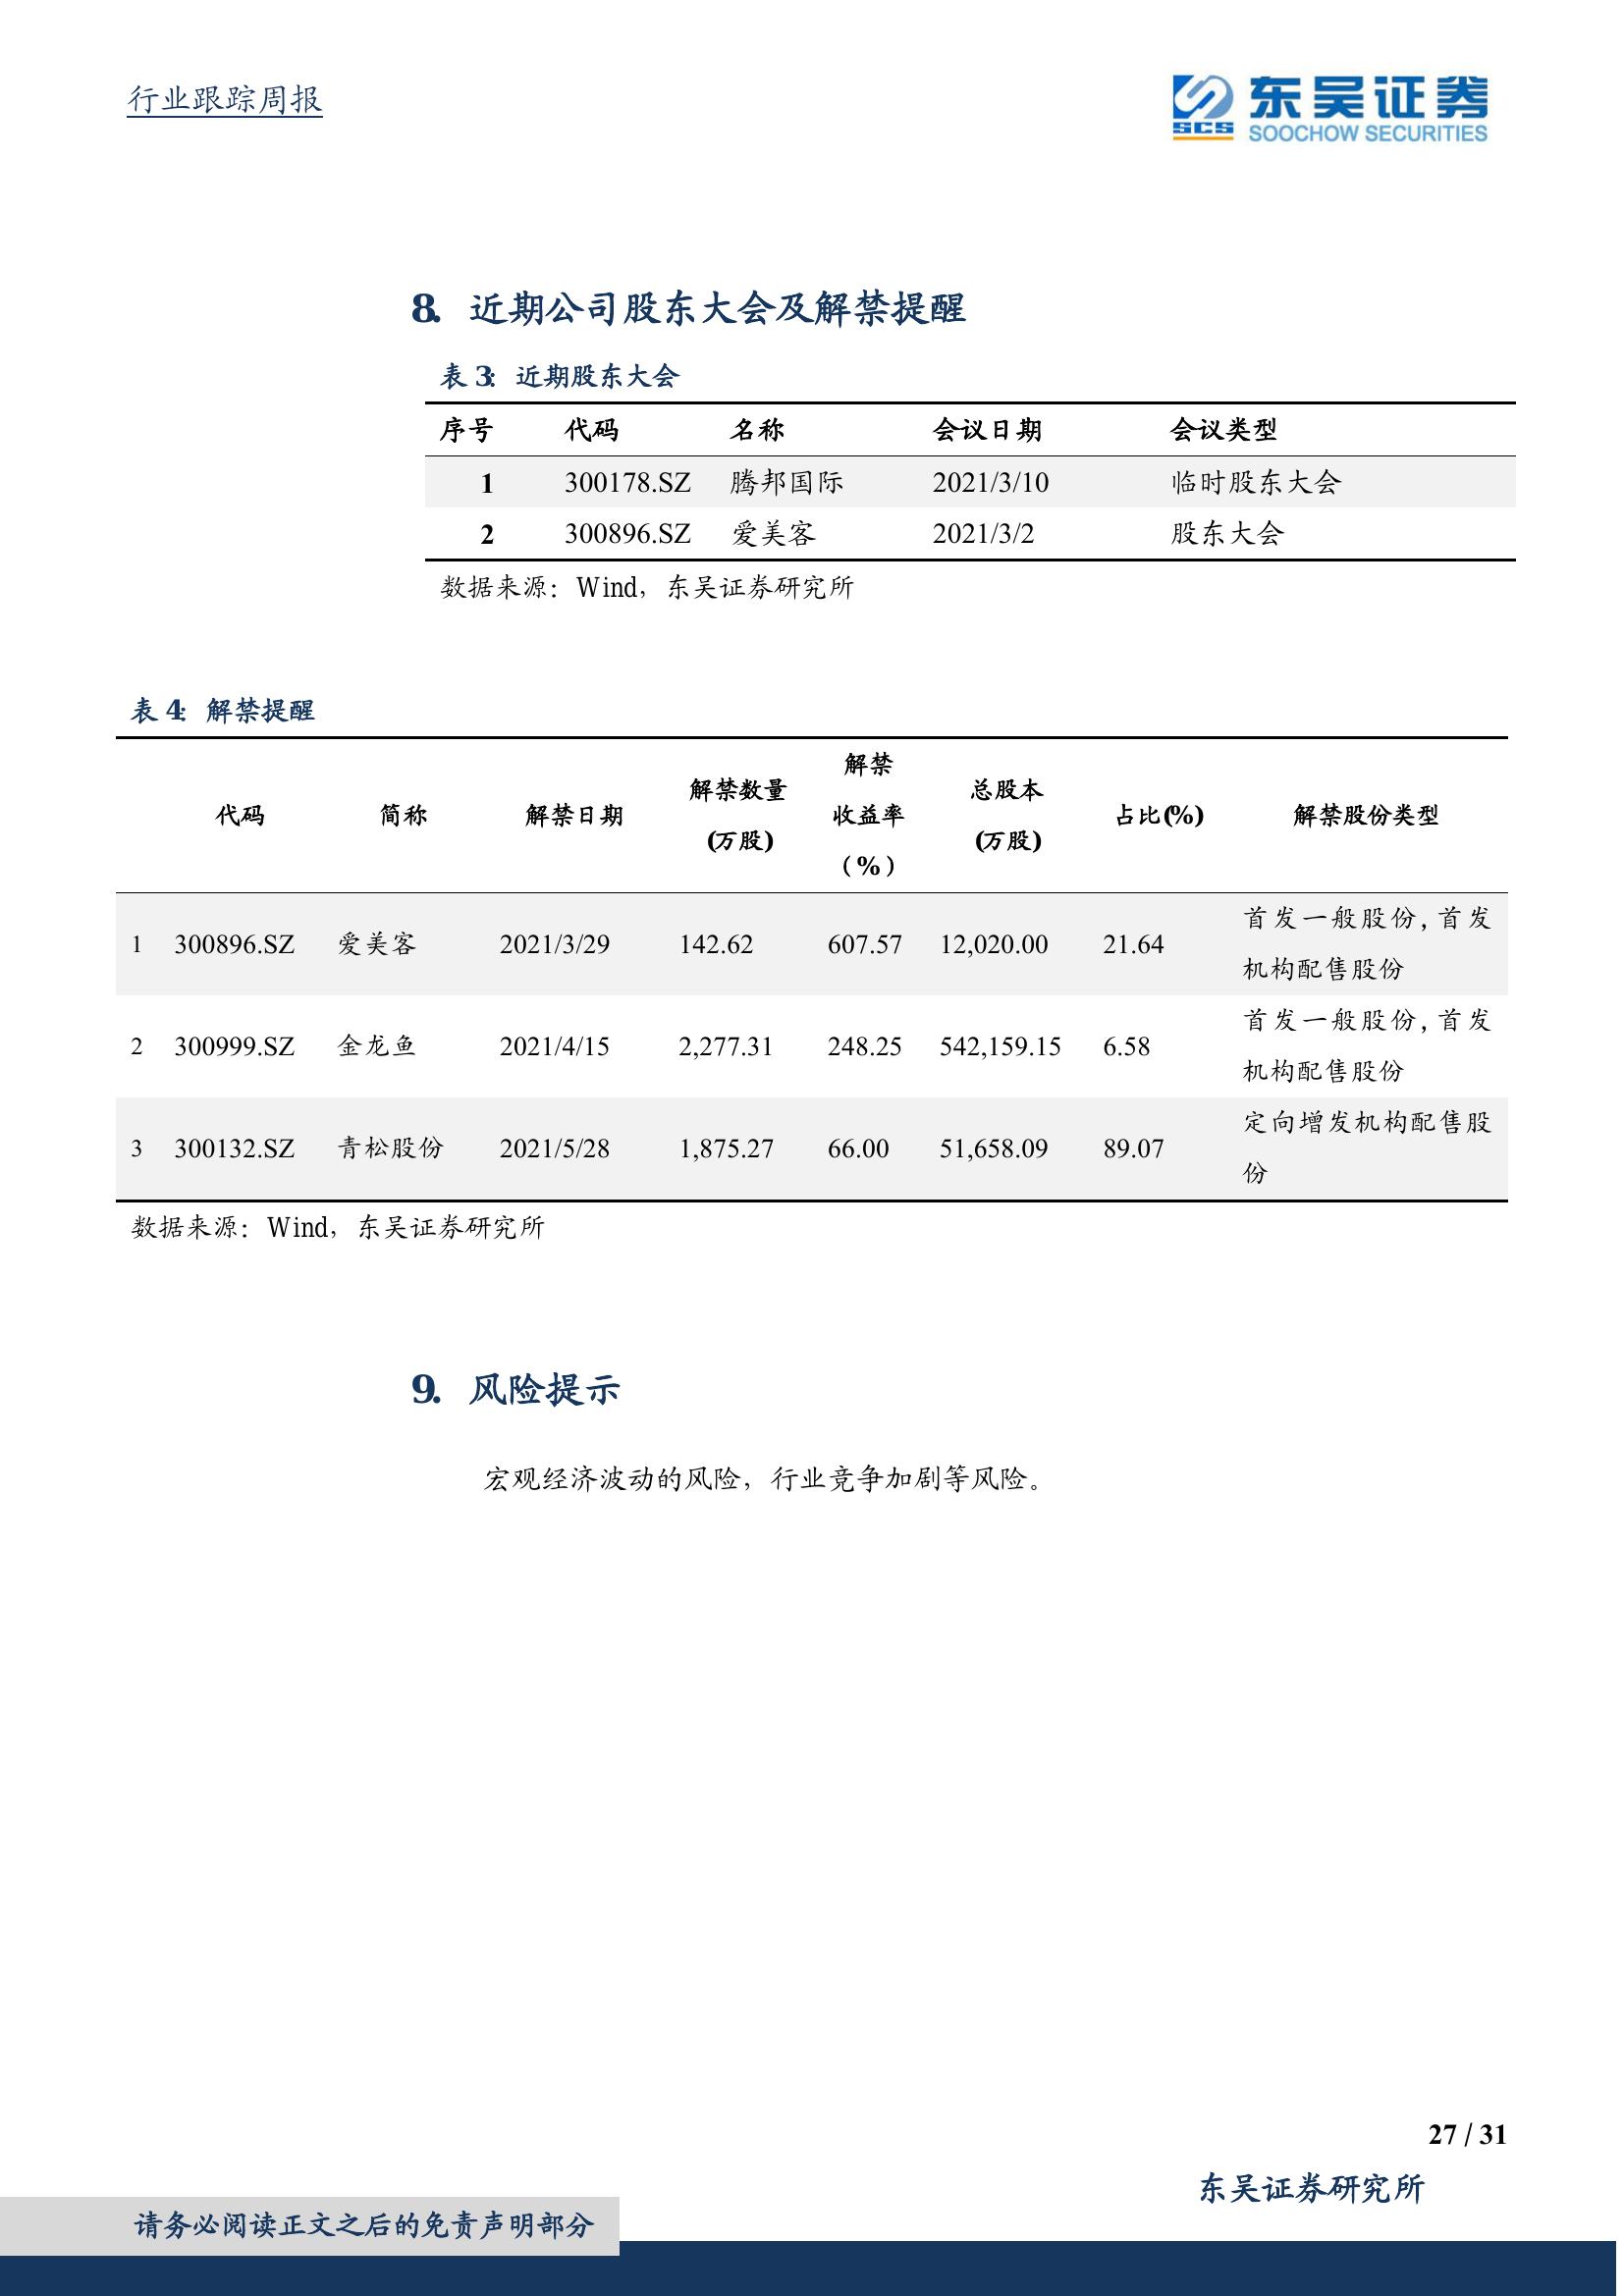 行业跟踪周报
SCS 东吴证券
SOOCHOW SECURITIES
8. 近期公司股东大会及解禁提醒
表 3: 近期股东大会
序号 代码 名称 会议日期 会议类型
1 300178.SZ 腾邦国际 2021/3/10 临时股东大会
2 300896.SZ 爱美客 2021/3/2 股东大会
数据来源：Wind，东吴证券研究所
表 4: 解禁提醒
代码 简称 解禁日期 解禁数量(万股) 解禁收益率（%） 总股本(万股) 占比(%) 解禁股份类型
1 300896.SZ 爱美客 2021/3/29 142.62 607.57 12,020.00 21.64 首发一般股份,首发机构配售股份
2 300999.SZ 金龙鱼 2021/4/15 2,277.31 248.25 542,159.15 6.58 首发一般股份,首发机构配售股份
3 300132.SZ 青松股份 2021/5/28 1,875.27 66.00 51,658.09 89.07 定向增发机构配售股份
数据来源：Wind，东吴证券研究所
9. 风险提示
宏观经济波动的风险，行业竞争加剧等风险。
27 / 31
东吴证券研究所
请务必阅读正文之后的免责声明部分